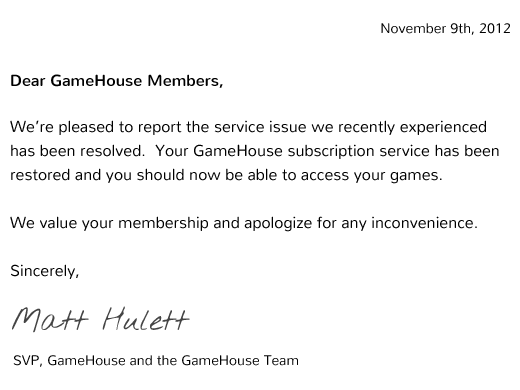 November 9th, 2012
Dear GameHouse Members,
We're pleased to report the service issue we recently experienced
has been resolved.  Your GameHouse subscription service has been
restored and you should now be able to access your games.
We value your membership and apologize for any inconvenience.
Sincerely,
Matt Hulett
SVP, GameHouse and the GameHouse Team